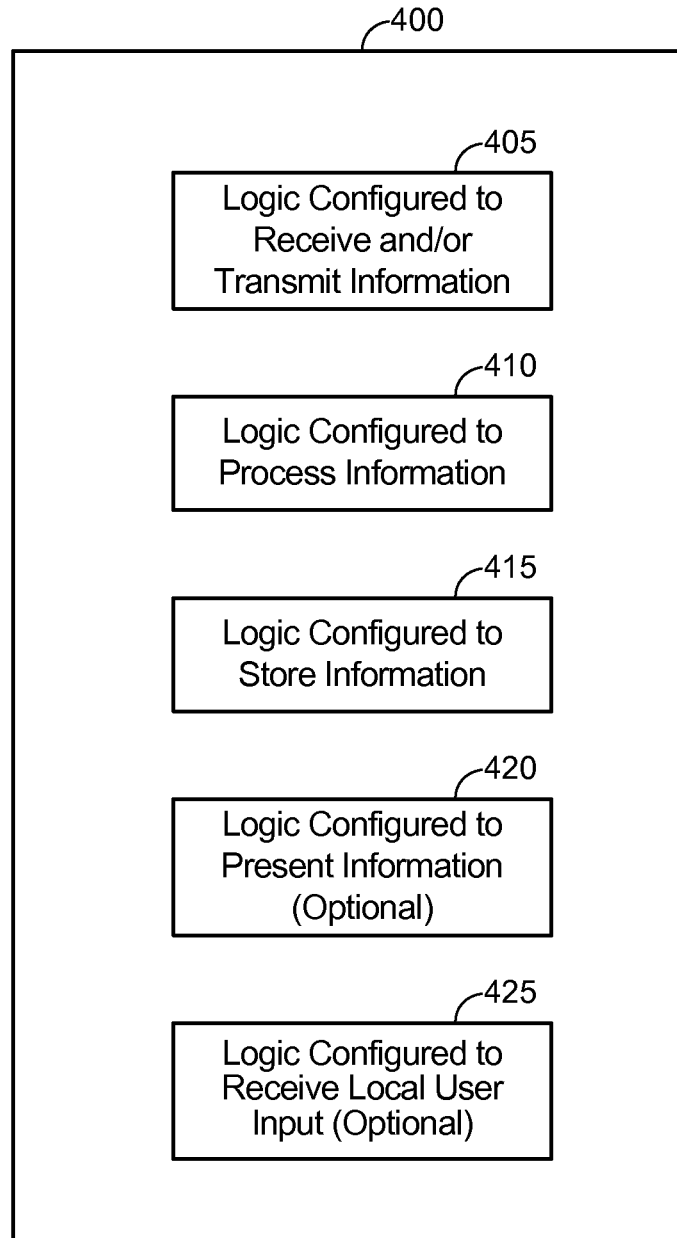 400
405
Logic Configured to
Receive and/or
Transmit Information
410
Logic Configured to
Process Information
415
Logic Configured to
Store Information
420
Logic Configured to
Present Information
(Optional)
425
Logic Configured to
Receive Local User
Input (Optional)